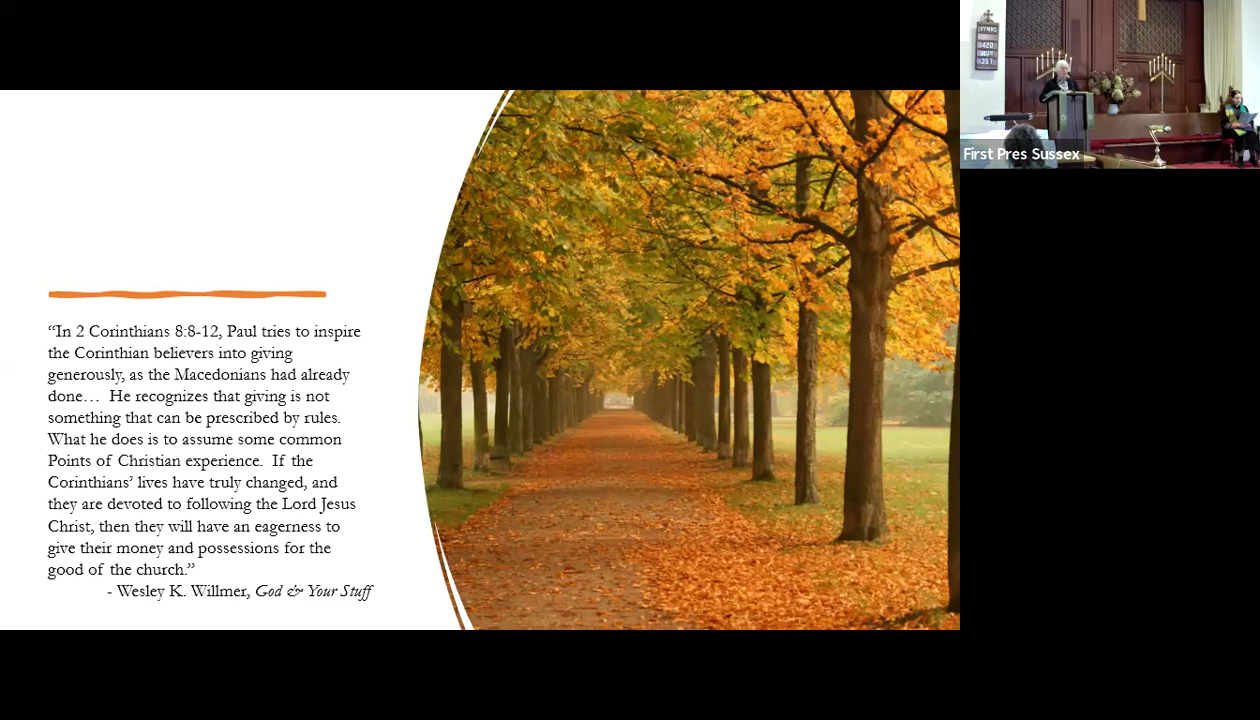 “In 2 Corinthians 8:8-12, Paul tries to inspire
the Corinthian believers into giving
generously, as the Macedonians had already
done… He recognizes that giving is not
something that can be prescribed by rules.
What he does is to assume some common
Points of Christian experience. If the
Corinthians’ lives have truly changed, and
they are devoted to following the Lord Jesus
Christ, then they will have an eagerness to
give their money and possessions for the
good of the church.”
- Wesley K. Willmer, God & Your Stuff
HYMNS
420
357
First Pres Sussex